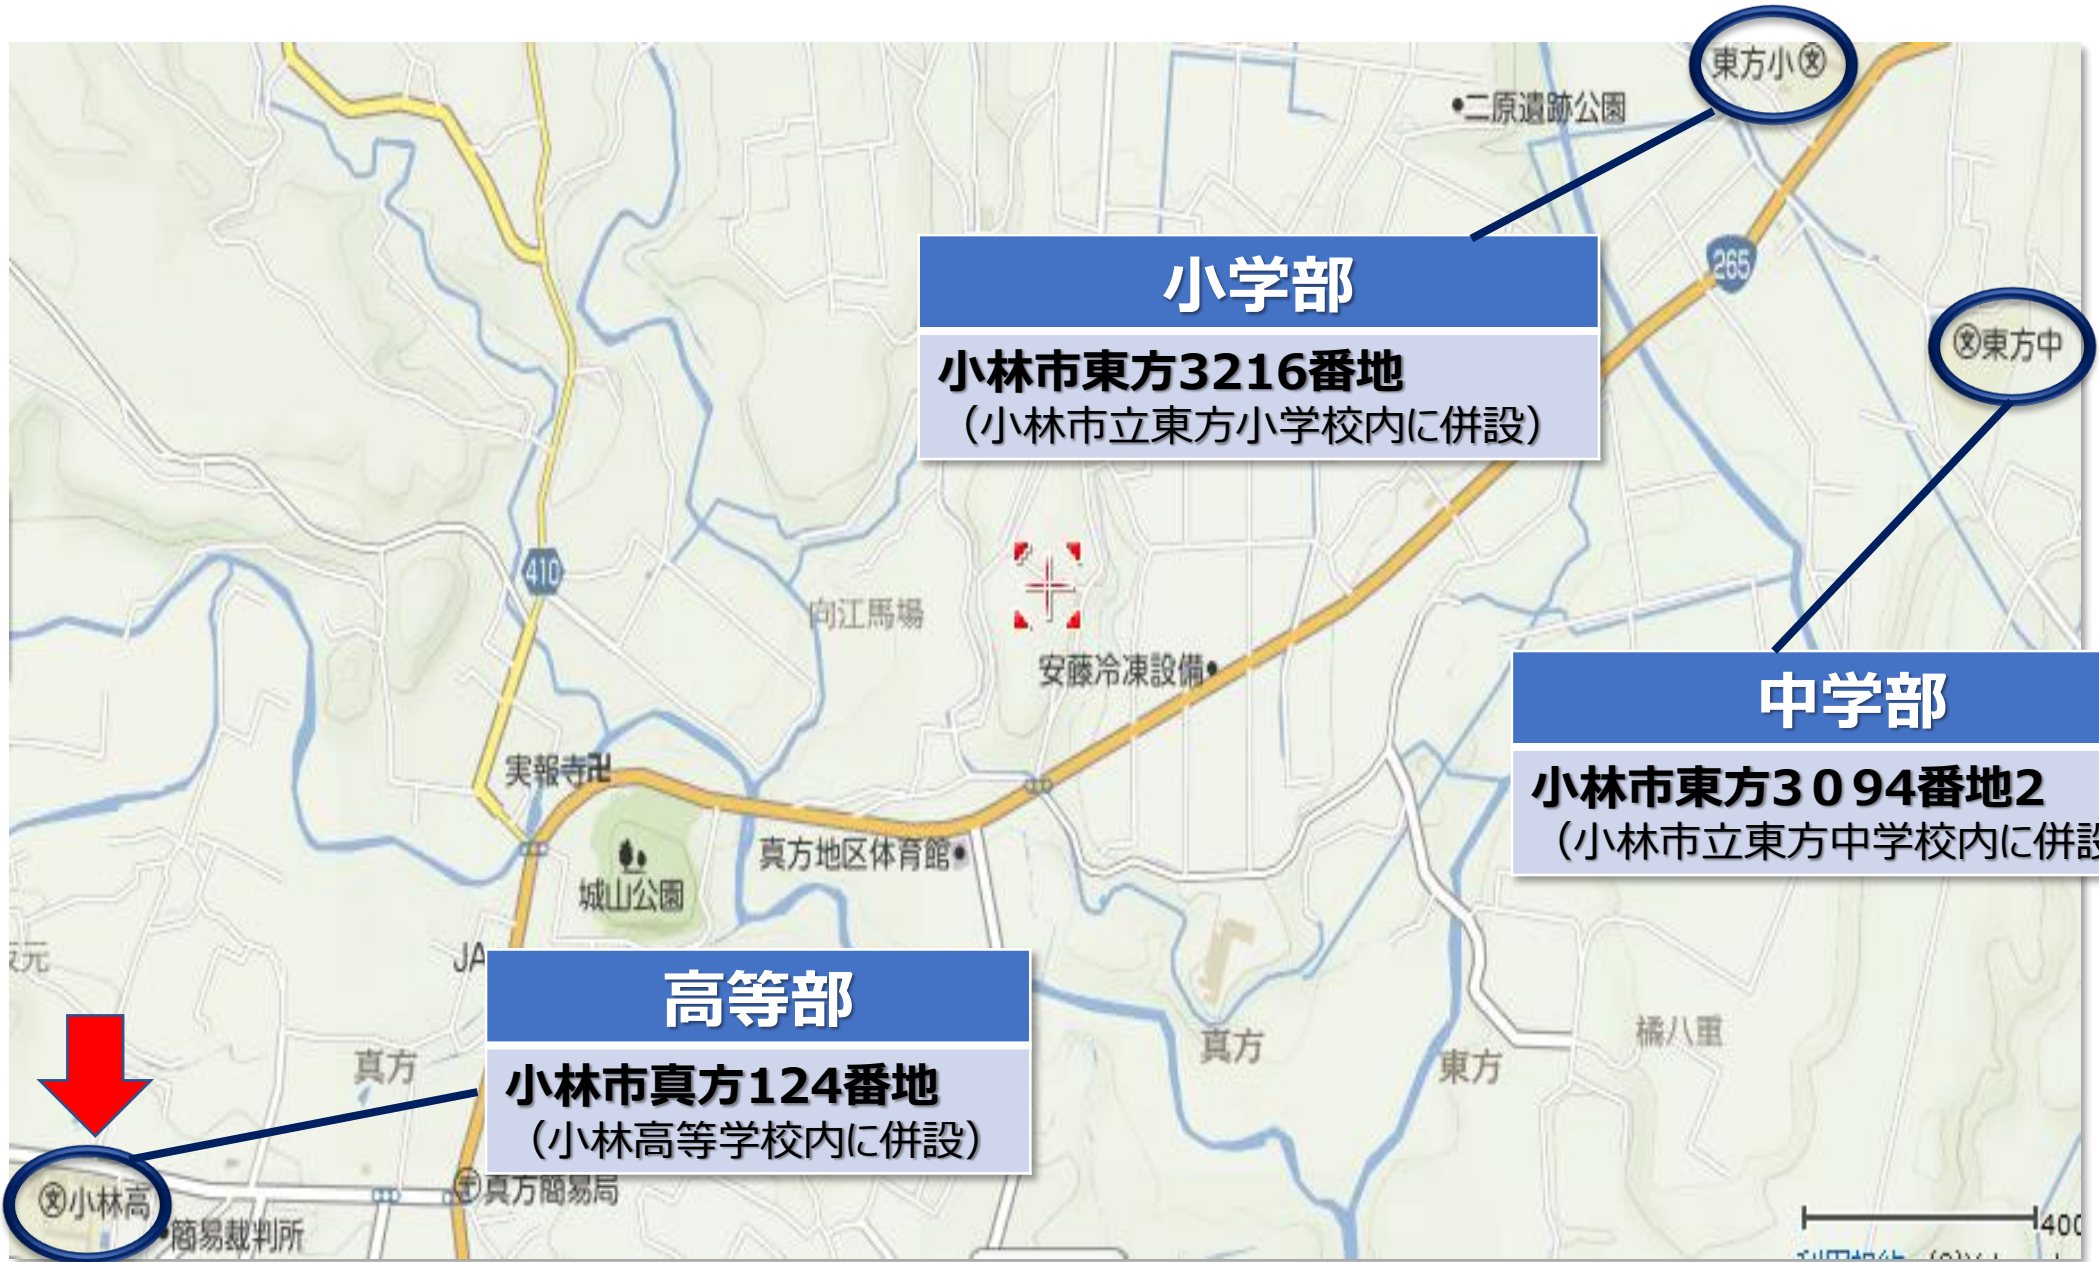 東方小
二原遺跡公園
265
小学部
小林市東方3216番地
（小林市立東方小学校内に併設）
東方中
410
向江馬場
安藤冷凍設備
中学部
小林市東方３０94番地2
（小林市立東方中学校内に併設
実報寺
真方地区体育館
城山公園
元
JA
高等部
小林市真方124番地
（小林高等学校内に併設）
真方
真方
東方
橘八重
小林高
真方簡易局
簡易裁判所
400